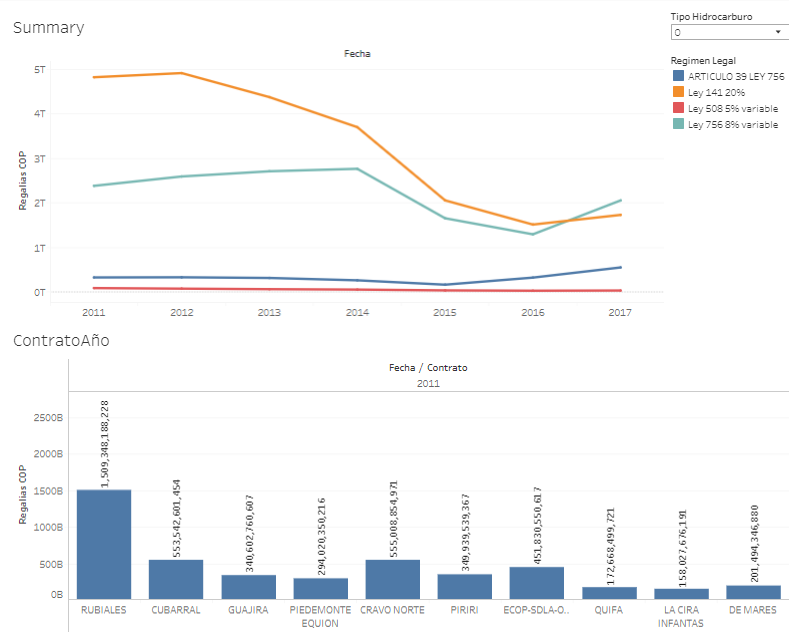 Summary
Tipo Hidrocarburo
O
Regimen Legal
ARTICULO 39 LEY 756
Ley 141 20%
Ley 508 5% variable
Ley 756 8% variable
Fecha
Regalias COP
5T
4T
3T
2T
1T
0T
2011 2012 2013 2014 2015 2016 2017
ContratoAño
Fecha / Contrato
2011
Regalias COP
2500B
2000B
1500B
1000B
500B
0B
1,509,348,188,228
553,542,601,454
340,602,760,607
294,020,350,216
555,008,854,971
349,939,539,367
451,830,550,617
172,668,499,721
158,027,676,191
201,494,346,880
RUBIALES CUBARRAL GUAJIRA PIEDEMONTE CRAVO NORTE PIRIRI ECOP-SDLA-O.. QUIFA LA CIRA DE MARES
EQUION INFANTAS